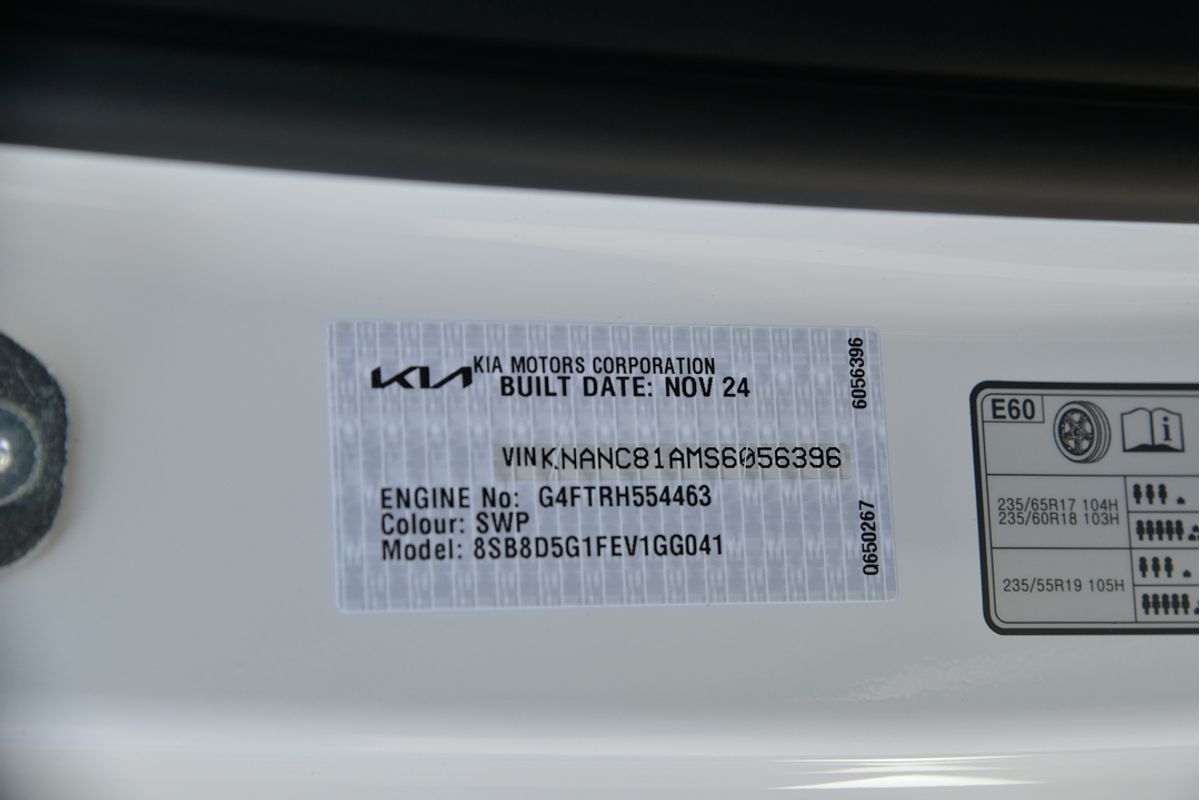 KIA KIA MOTORS CORPORATION
BUILT DATE: NOV 24
VIN KNANC81AMS6056396
ENGINE No: G4FTRH554463
Colour: SWP
Model: 8SB8D5G1FEV1GG041
6056396
Q650267
E60
i
235/65R17 104H
235/60R18 103H
235/55R19 105H